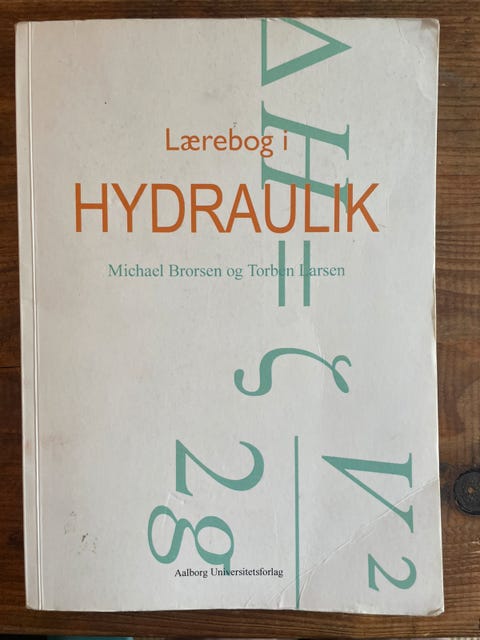 Lærebog i
HYDRAULIK
Michael Brorsen og Torben Larsen
ΔH = ζ V² / 2g
Aalborg Universitetsforlag